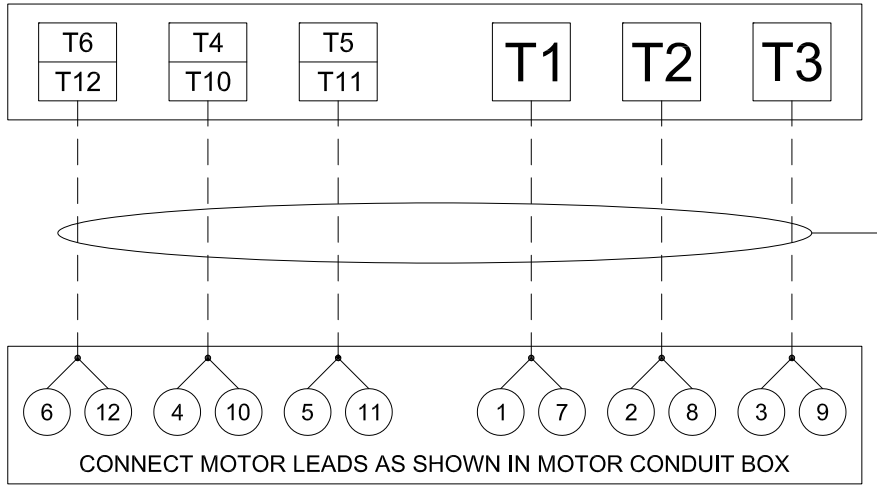 T6 T4 T5 T1 T2 T3
T12 T10 T11
6 12 4 10 5 11 1 7 2 8 3 9
CONNECT MOTOR LEADS AS SHOWN IN MOTOR CONDUIT BOX